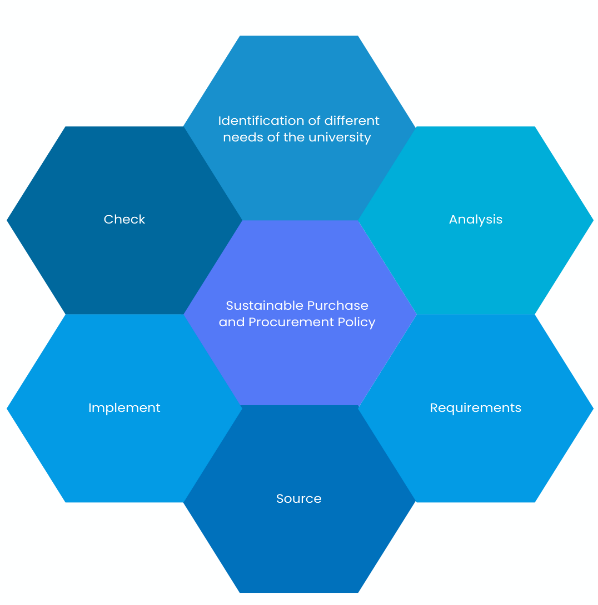 Identification of different
needs of the university
Check
Analysis
Sustainable Purchase
and Procurement Policy
Implement
Requirements
Source